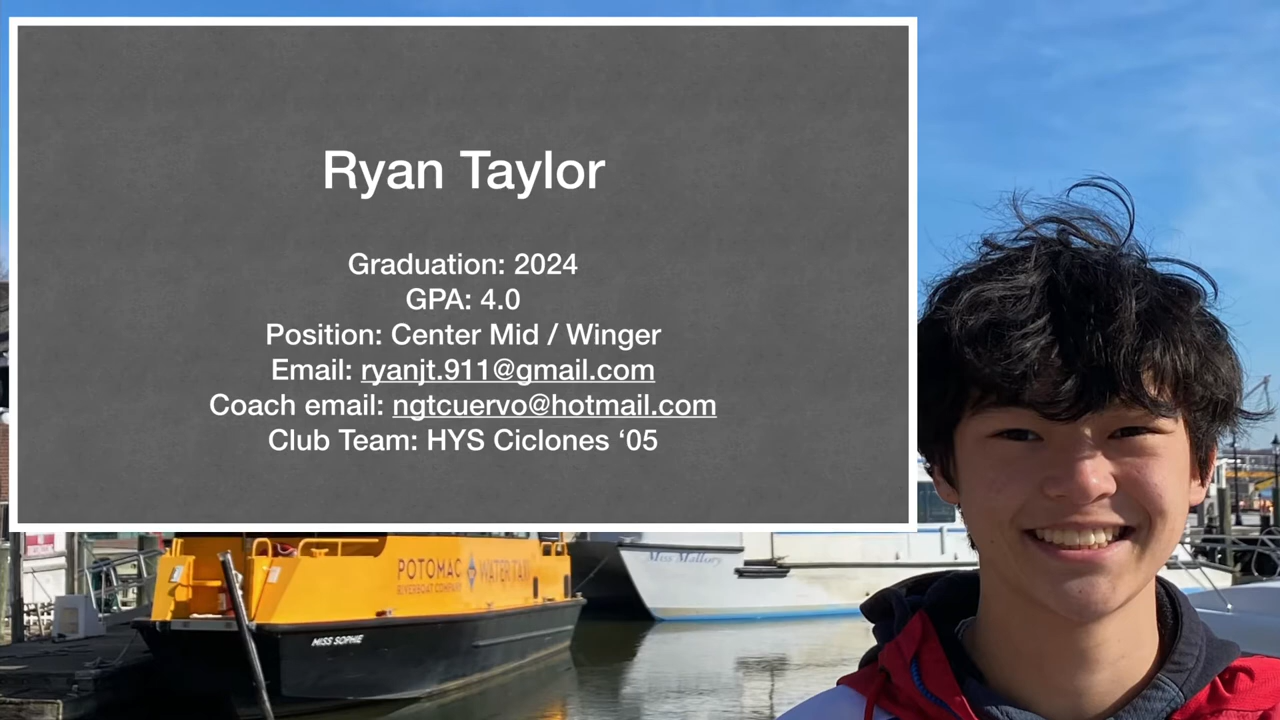 Ryan Taylor
Graduation: 2024
GPA: 4.0
Position: Center Mid / Winger
Email: ryanjt.911@gmail.com
Coach email: ngtcuervo@hotmail.com
Club Team: HYS Ciclones ‘05
POTOMAC WATER TAXI
RIVERBOAT COMPANY
Miss Mallory
MISS SOPHIE